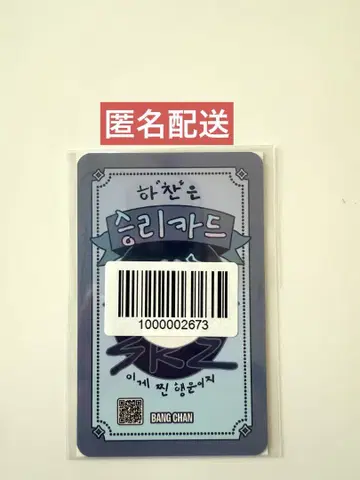 匿名配送
하"찬"은
승리카드
1000002673
SKZ
이게 찐 행운이지
BANG CHAN